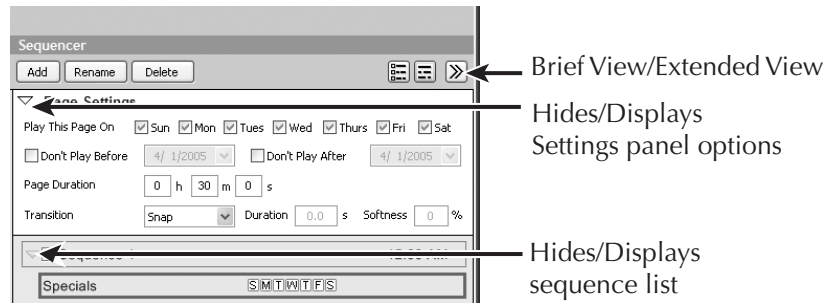 Sequencer
Add Rename Delete
Brief View/Extended View
Page Settings
Hides/Displays
Settings panel options
Play This Page On Sun Mon Tues Wed Thurs Fri Sat
Don't Play Before 4/ 1/2005 Don't Play After 4/ 1/2005
Page Duration 0 h 30 m 0 s
Transition Snap Duration 0.0 s Softness 0 %
Hides/Displays
sequence list
Specials S M T W T F S